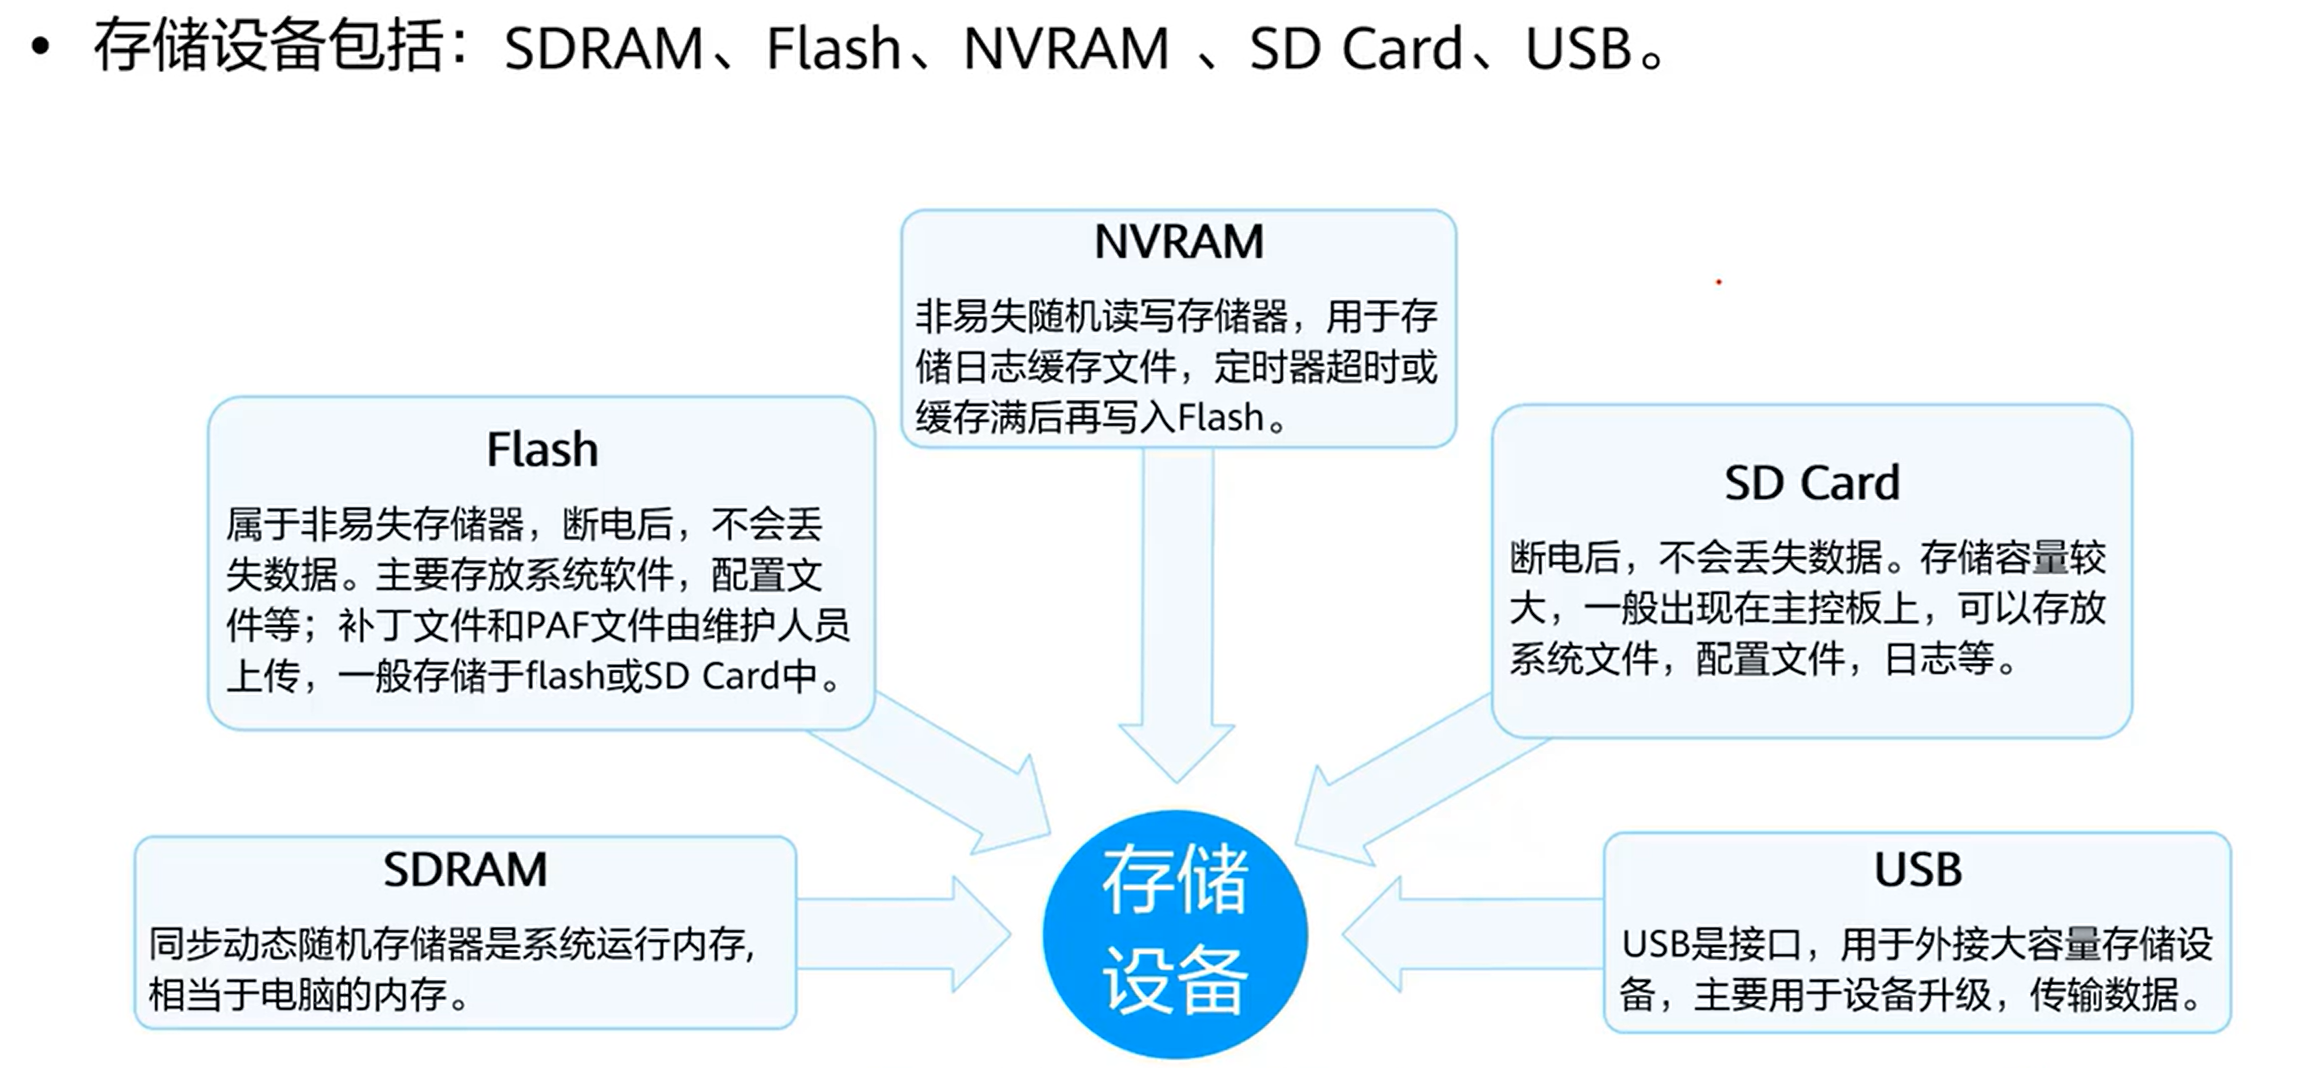 • 存储设备包括：SDRAM、Flash、NVRAM 、SD Card、USB。
NVRAM
非易失随机读写存储器，用于存
储日志缓存文件，定时器超时或
缓存满后再写入Flash。
Flash
属于非易失存储器，断电后，不会丢
失数据。主要存放系统软件，配置文
件等；补丁文件和PAF文件由维护人员
上传，一般存储于flash或SD Card中。
SD Card
断电后，不会丢失数据。存储容量较
大，一般出现在主控板上，可以存放
系统文件，配置文件，日志等。
SDRAM
同步动态随机存储器是系统运行内存,
相当于电脑的内存。
存储
设备
USB
USB是接口，用于外接大容量存储设
备，主要用于设备升级，传输数据。